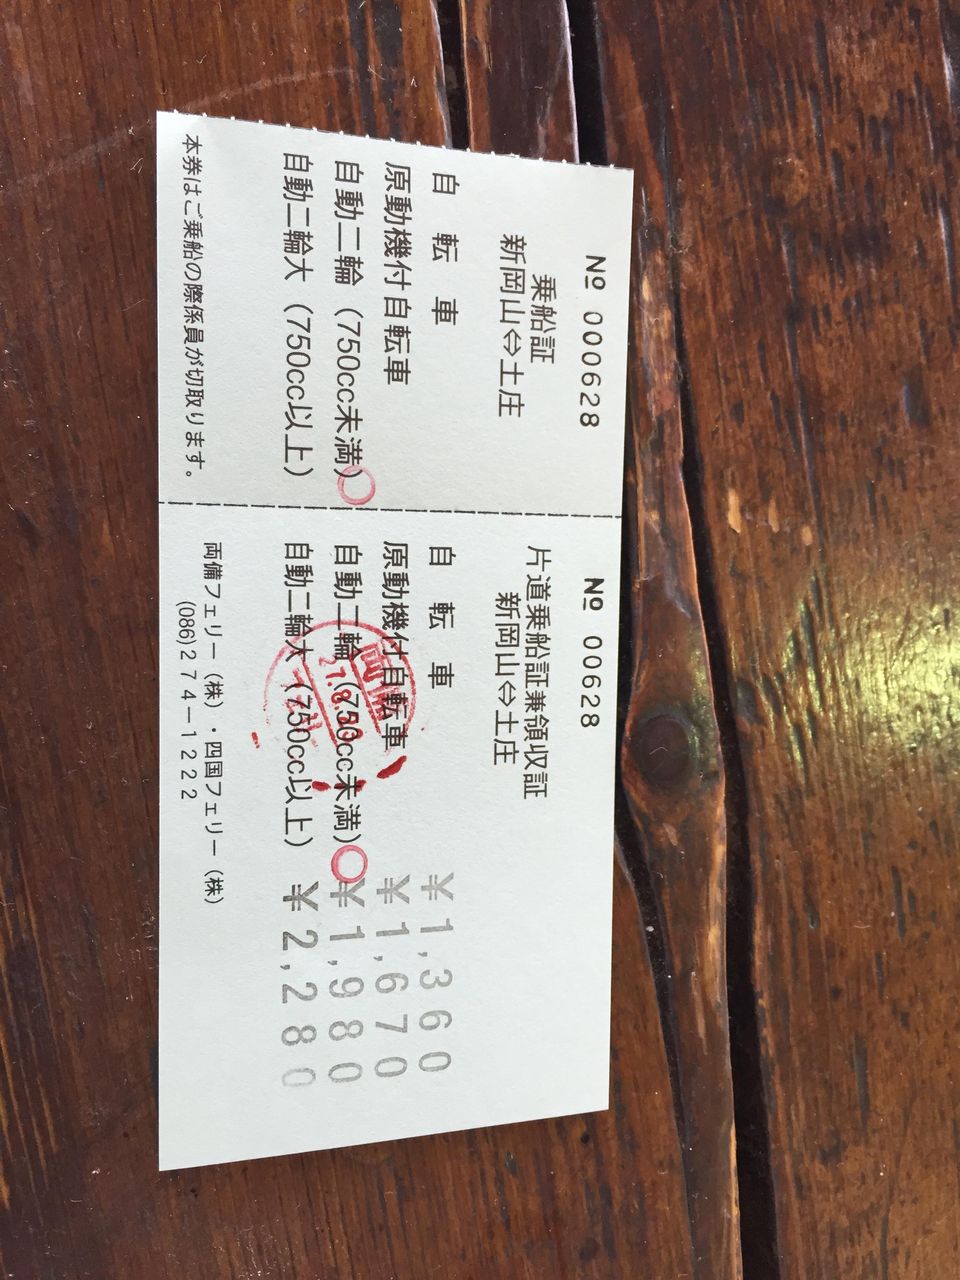 № 000628
乗船証
新岡山⇔土庄
自転車
原動機付自転車
自動二輪（750cc未満）
自動二輪大（750cc以上）
本券はご乗船の際係員が切取ります。
№ 00628
片道乗船証兼領収証
新岡山⇔土庄
自転車 ¥1,360
原動機付自転車 ¥1,670
自動二輪（750cc未満） ¥1,980
自動二輪大（750cc以上） ¥2,280
両備フェリー（株）・四国フェリー（株）
(086)274-1222